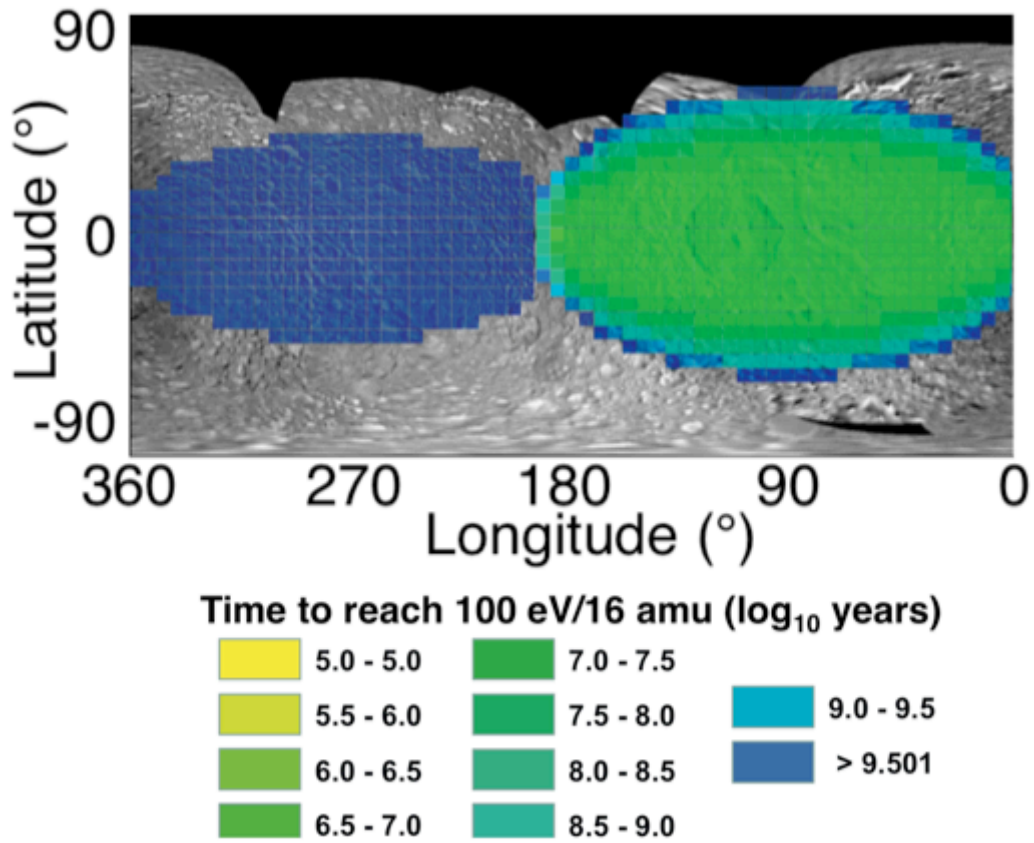 90
0
-90
Latitude (°)
360 270 180 90 0
Longitude (°)
Time to reach 100 eV/16 amu (log₁₀ years)
5.0 - 5.0
5.5 - 6.0
6.0 - 6.5
6.5 - 7.0
7.0 - 7.5
7.5 - 8.0
8.0 - 8.5
8.5 - 9.0
9.0 - 9.5
> 9.501